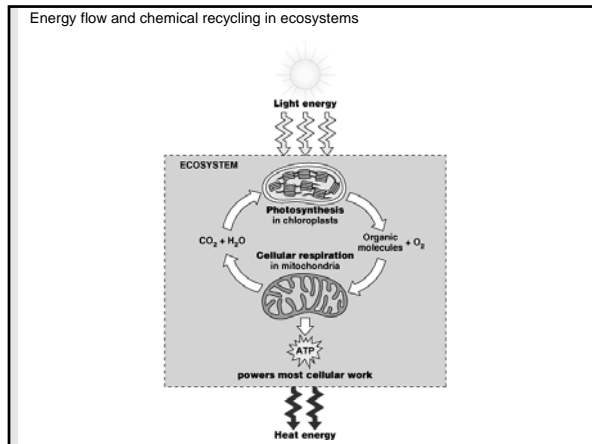 Energy flow and chemical recycling in ecosystems
Light energy
ECOSYSTEM
Photosynthesis
in chloroplasts
CO₂ + H₂O
Organic
molecules + O₂
Cellular respiration
in mitochondria
ATP
powers most cellular work
Heat energy